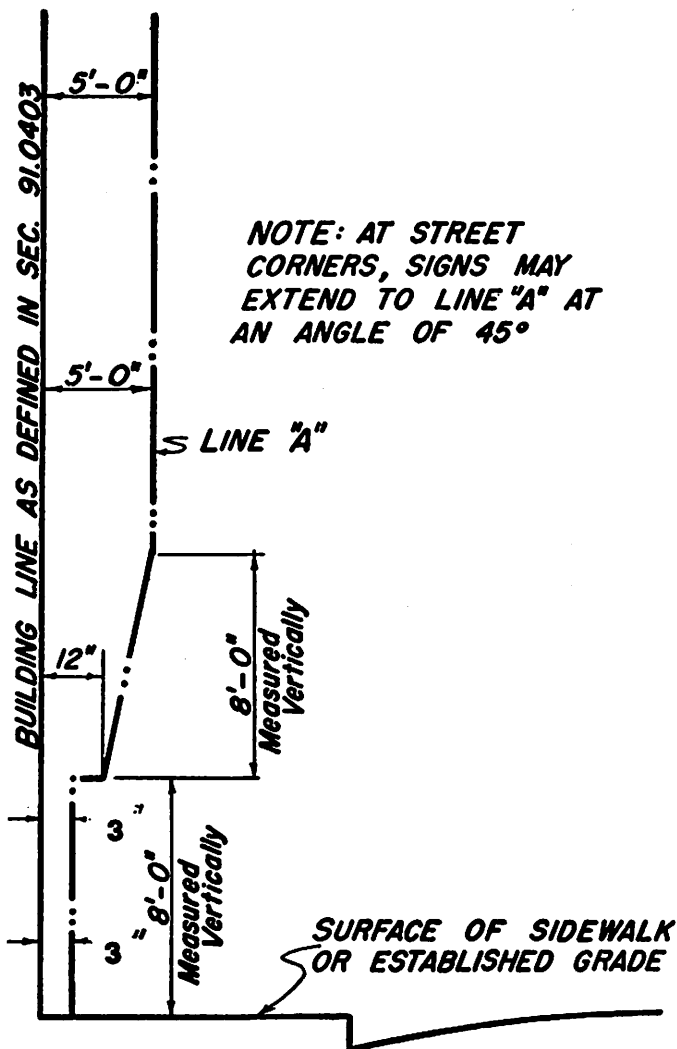 5'-0"
BUILDING LINE AS DEFINED IN SEC. 91.0403
NOTE: AT STREET
CORNERS, SIGNS MAY
EXTEND TO LINE "A" AT
AN ANGLE OF 45°
5'-0"
LINE "A"
12"
8'-0"
Measured
Vertically
3"
8'-0"
Measured
Vertically
3"
SURFACE OF SIDEWALK
OR ESTABLISHED GRADE